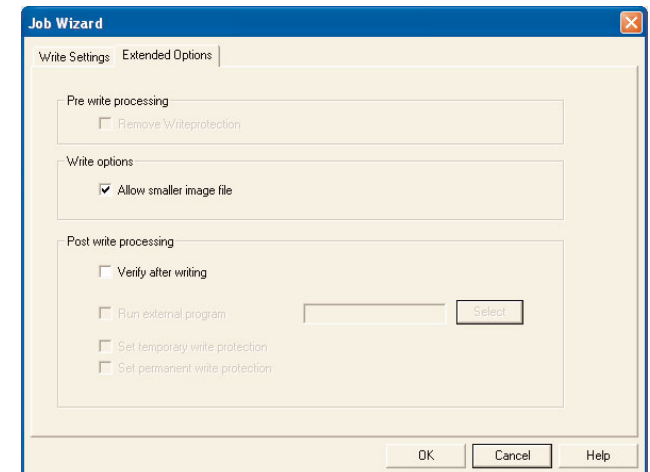 Job Wizard
Write Settings Extended Options
Pre write processing
Remove Writeprotection
Write options
Allow smaller image file
Post write processing
Verify after writing
Run external program Select
Set temporary write protection
Set permanent write protection
OK Cancel Help